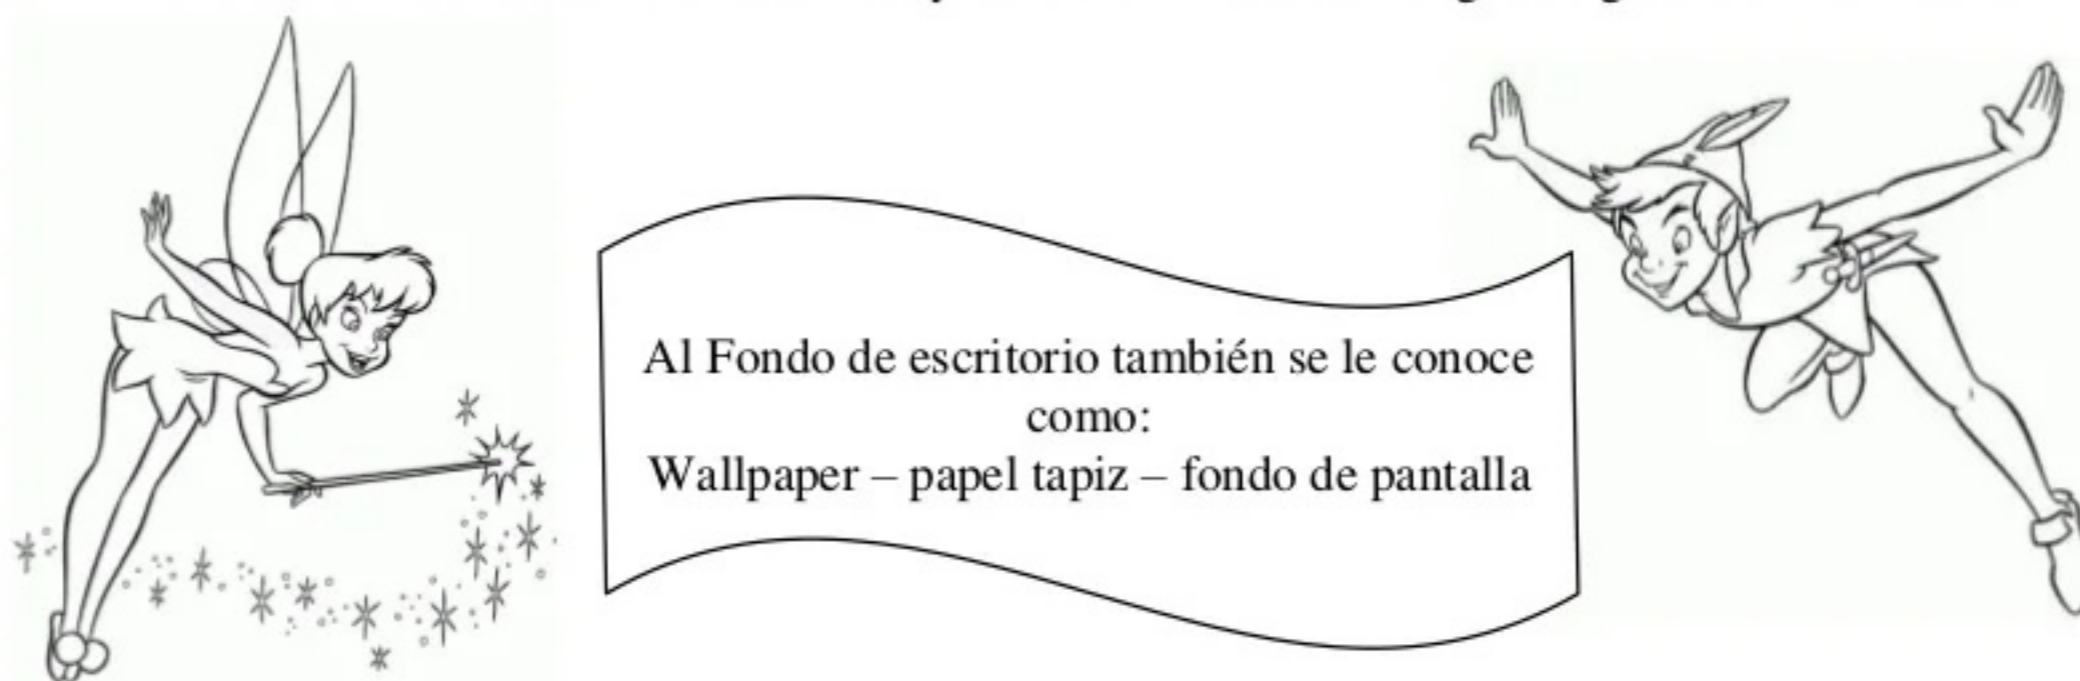 Al Fondo de escritorio también se le conoce
como:
Wallpaper – papel tapiz – fondo de pantalla